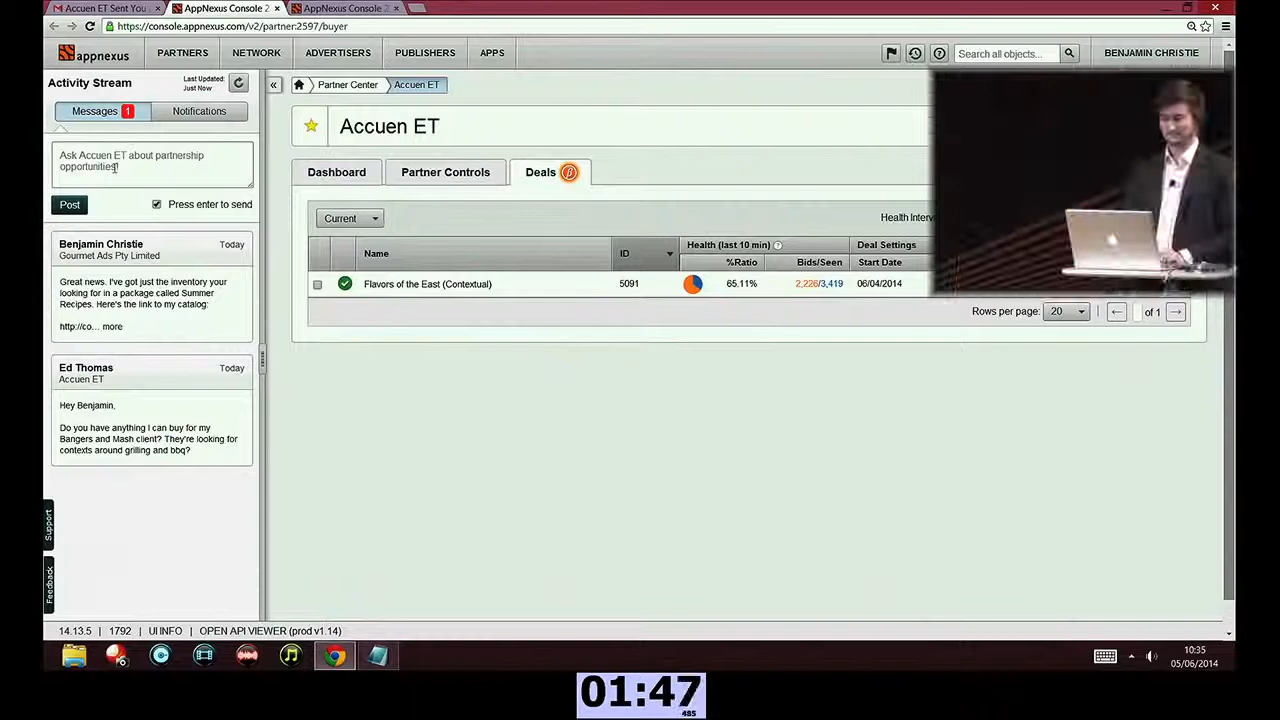 Accuen ET Sent You
AppNexus Console 2
AppNexus Console 2
https://console.appnexus.com/v2/partner:2597/buyer
appnexus
PARTNERS
NETWORK
ADVERTISERS
PUBLISHERS
APPS
Search all objects...
BENJAMIN CHRISTIE
Activity Stream
Last Updated:
Just Now
Messages 1
Notifications
Ask Accuen ET about partnership
opportunities!
Post
Press enter to send
Benjamin Christie
Today
Gourmet Ads Pty Limited
Great news. I've got just the inventory your
looking for in a package called Summer
Recipes. Here's the link to my catalog:
http://co... more
Ed Thomas
Today
Accuen ET
Hey Benjamin,
Do you have anything I can buy for my
Bangers and Mash client? They're looking for
contexts around grilling and bbq?
Support
Feedback
Partner Center
Accuen ET
Accuen ET
Dashboard
Partner Controls
Deals β
Current
Health Interv
Name
ID
Health (last 10 min)
Deal Settings
%Ratio
Bids/Seen
Start Date
Flavors of the East (Contextual)
5091
65.11%
2,226/3,419
06/04/2014
Rows per page:
20
of 1
14.13.5
1792
UI INFO
OPEN API VIEWER (prod v1.14)
10:35
05/06/2014
01:47
485